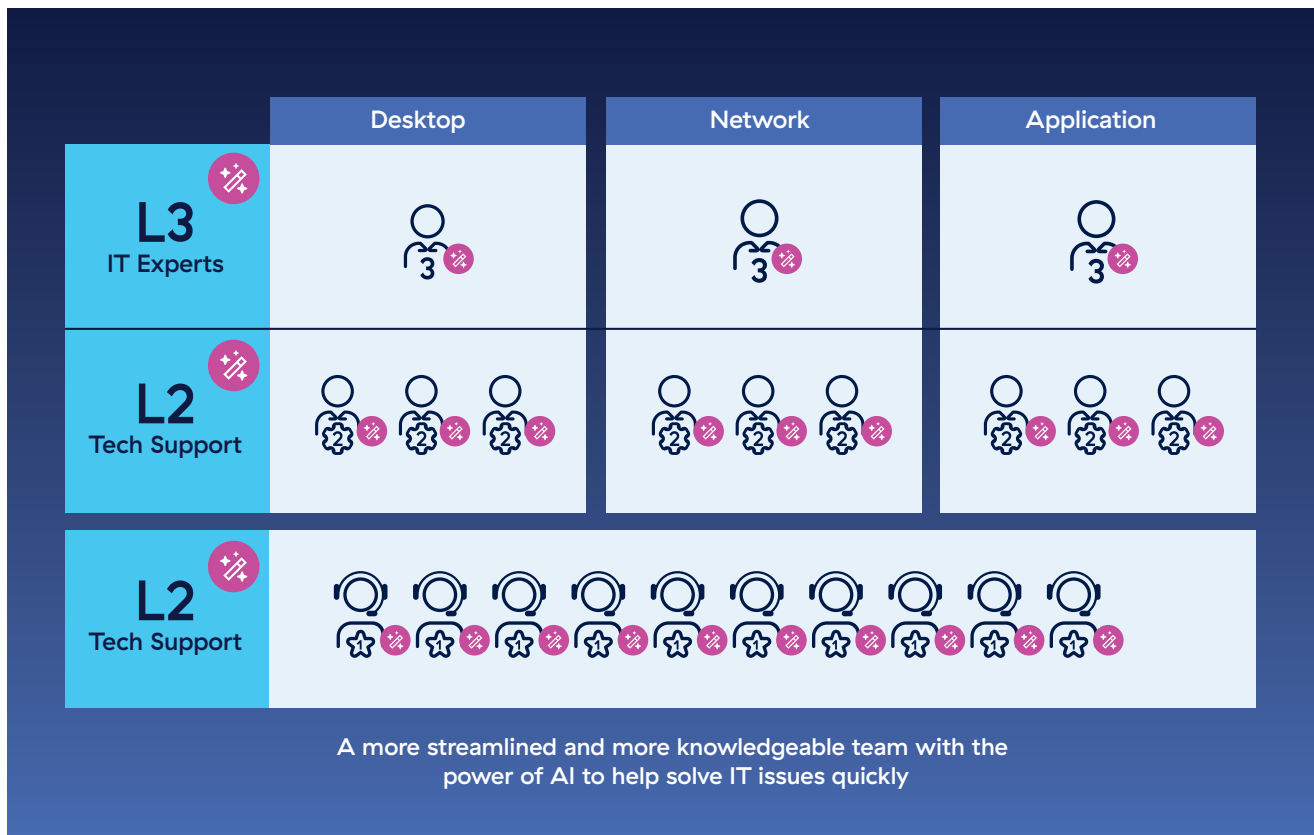 Desktop Network Application
L3
IT Experts
3 3 3
L2
Tech Support
2 2 2 2 2 2 2 2 2
L2
Tech Support
1 1 1 1 1 1 1 1 1 1
A more streamlined and more knowledgeable team with the
power of AI to help solve IT issues quickly